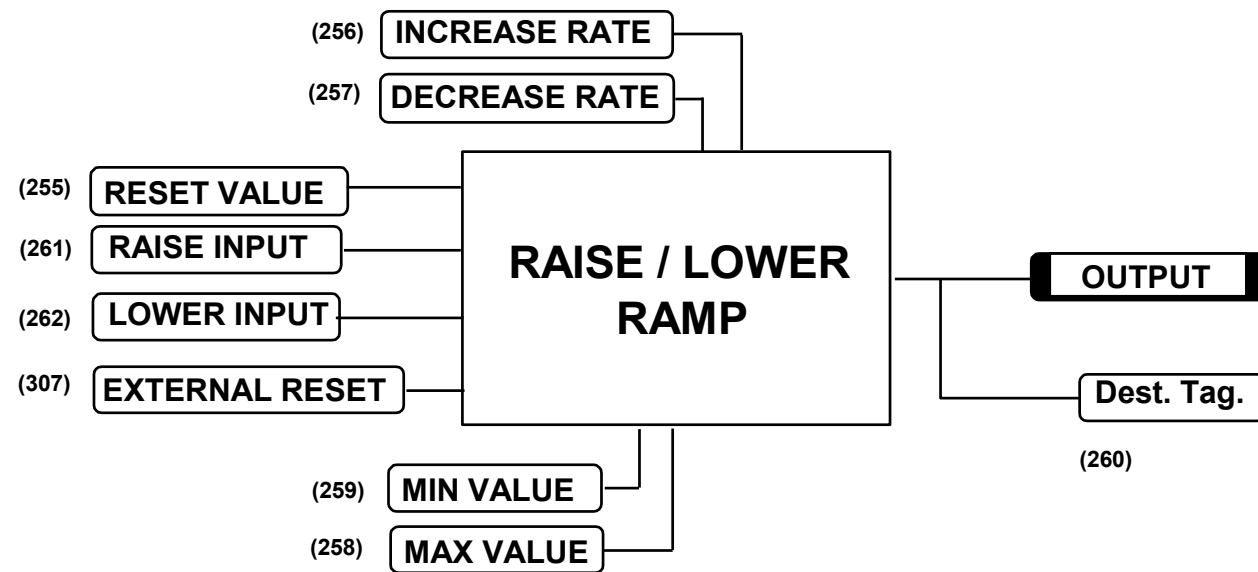 (256) INCREASE RATE
(257) DECREASE RATE
(255) RESET VALUE
(261) RAISE INPUT
(262) LOWER INPUT
(307) EXTERNAL RESET
RAISE / LOWER
RAMP
OUTPUT
Dest. Tag.
(260)
(259) MIN VALUE
(258) MAX VALUE